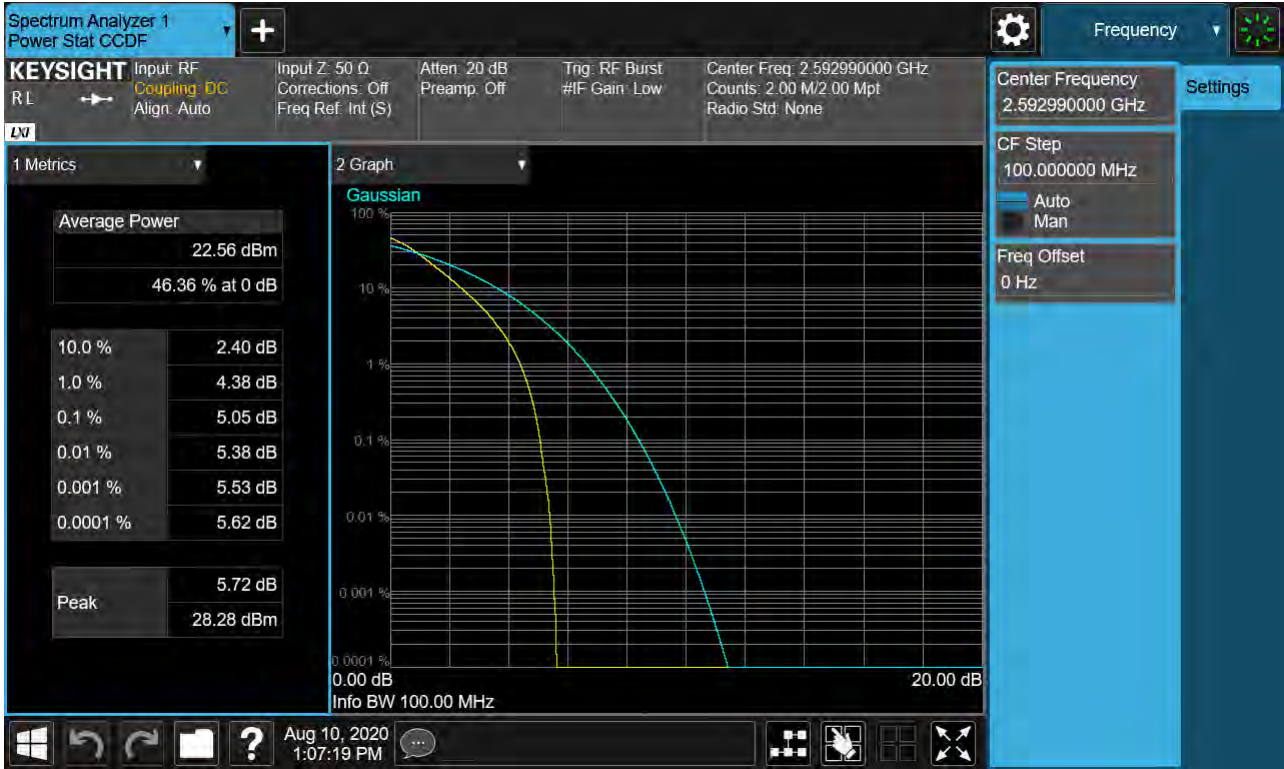 Spectrum Analyzer 1
Power Stat CCDF
Frequency
KEYSIGHT
R L
LXI
Input: RF
Coupling: DC
Align: Auto
Input Z: 50 Ω
Corrections: Off
Freq Ref: Int (S)
Atten: 20 dB
Preamp: Off
Trig: RF Burst
#IF Gain: Low
Center Freq: 2.592990000 GHz
Counts: 2.00 M/2.00 Mpt
Radio Std: None
Center Frequency
2.592990000 GHz
Settings
CF Step
100.000000 MHz
Auto
Man
Freq Offset
0 Hz
1 Metrics
Average Power
22.56 dBm
46.36 % at 0 dB
10.0 % 2.40 dB
1.0 % 4.38 dB
0.1 % 5.05 dB
0.01 % 5.38 dB
0.001 % 5.53 dB
0.0001 % 5.62 dB
Peak
5.72 dB
28.28 dBm
2 Graph
Gaussian
100 %
10 %
1 %
0.1 %
0.01 %
0.001 %
0.0001 %
0.00 dB 20.00 dB
Info BW 100.00 MHz
?
Aug 10, 2020
1:07:19 PM